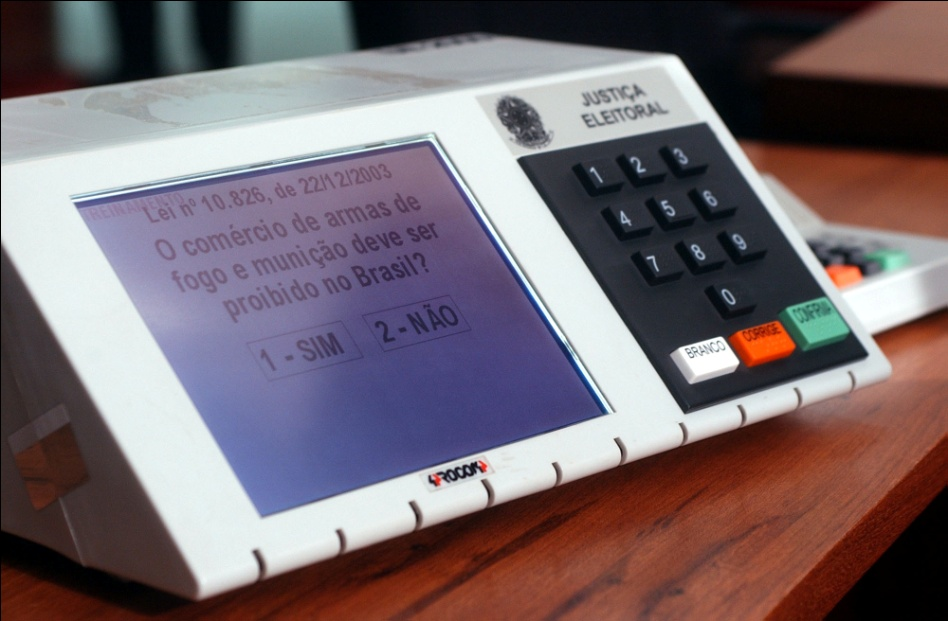 JUSTIÇA
ELEITORAL
TREINAMENTO
Lei nº 10.826, de 22/12/2003
O comércio de armas de
fogo e munição deve ser
proibido no Brasil?
1 - SIM
2 - NÃO
1 2 3
4 5 6
7 8 9
0
BRANCO CORRIGE CONFIRMA
PROCOMP